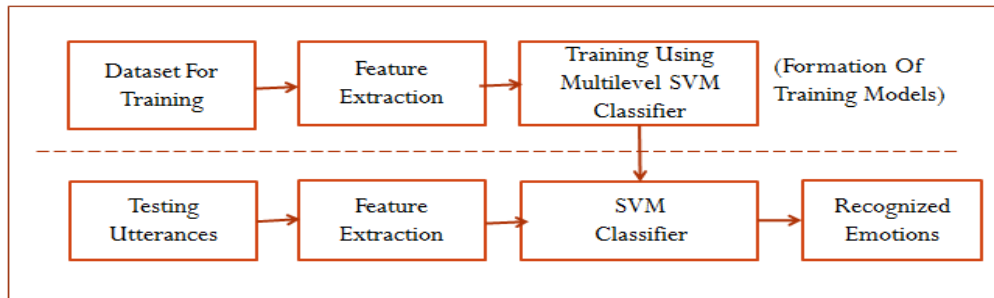 Dataset For
Training
Feature
Extraction
Training Using
Multilevel SVM
Classifier
(Formation Of
Training Models)
Testing
Utterances
Feature
Extraction
SVM
Classifier
Recognized
Emotions